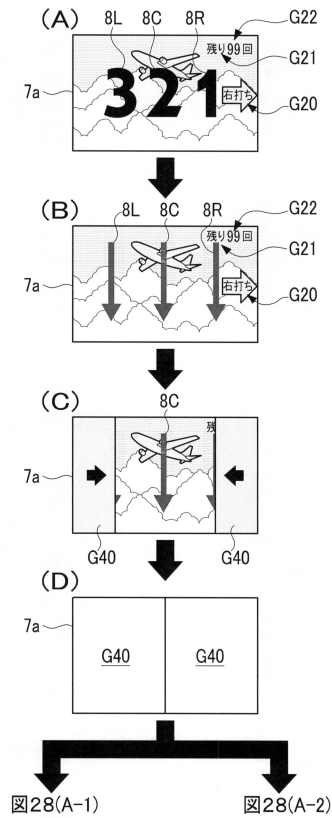 (A)
8L 8C 8R G22
残り99回
G21
7a
321
右打ち
G20
(B)
8L 8C 8R G22
残り99回
G21
7a
右打ち
G20
(C)
8C
残
7a
G40 G40
(D)
7a
G40 G40
図28(A-1) 図28(A-2)